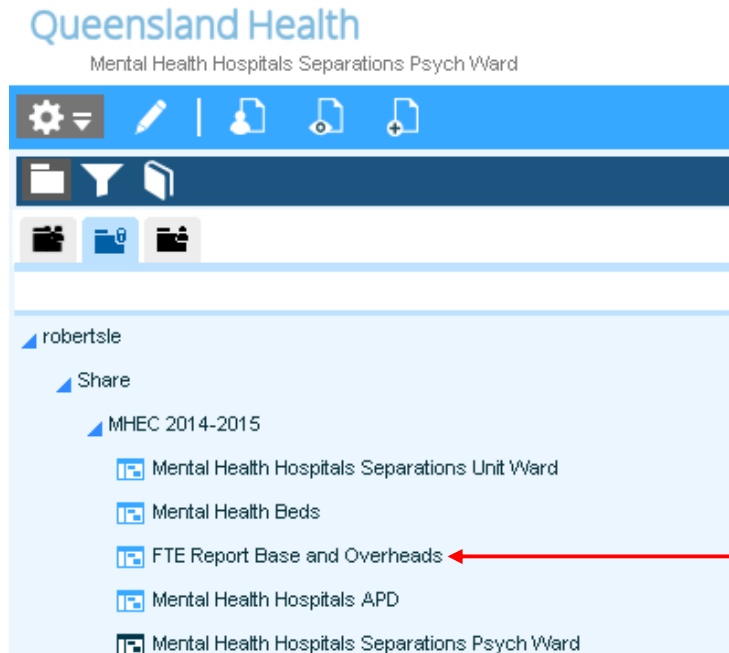 Queensland Health
Mental Health Hospitals Separations Psych Ward
robertsle
Share
MHEC 2014-2015
Mental Health Hospitals Separations Unit Ward
Mental Health Beds
FTE Report Base and Overheads
Mental Health Hospitals APD
Mental Health Hospitals Separations Psych Ward